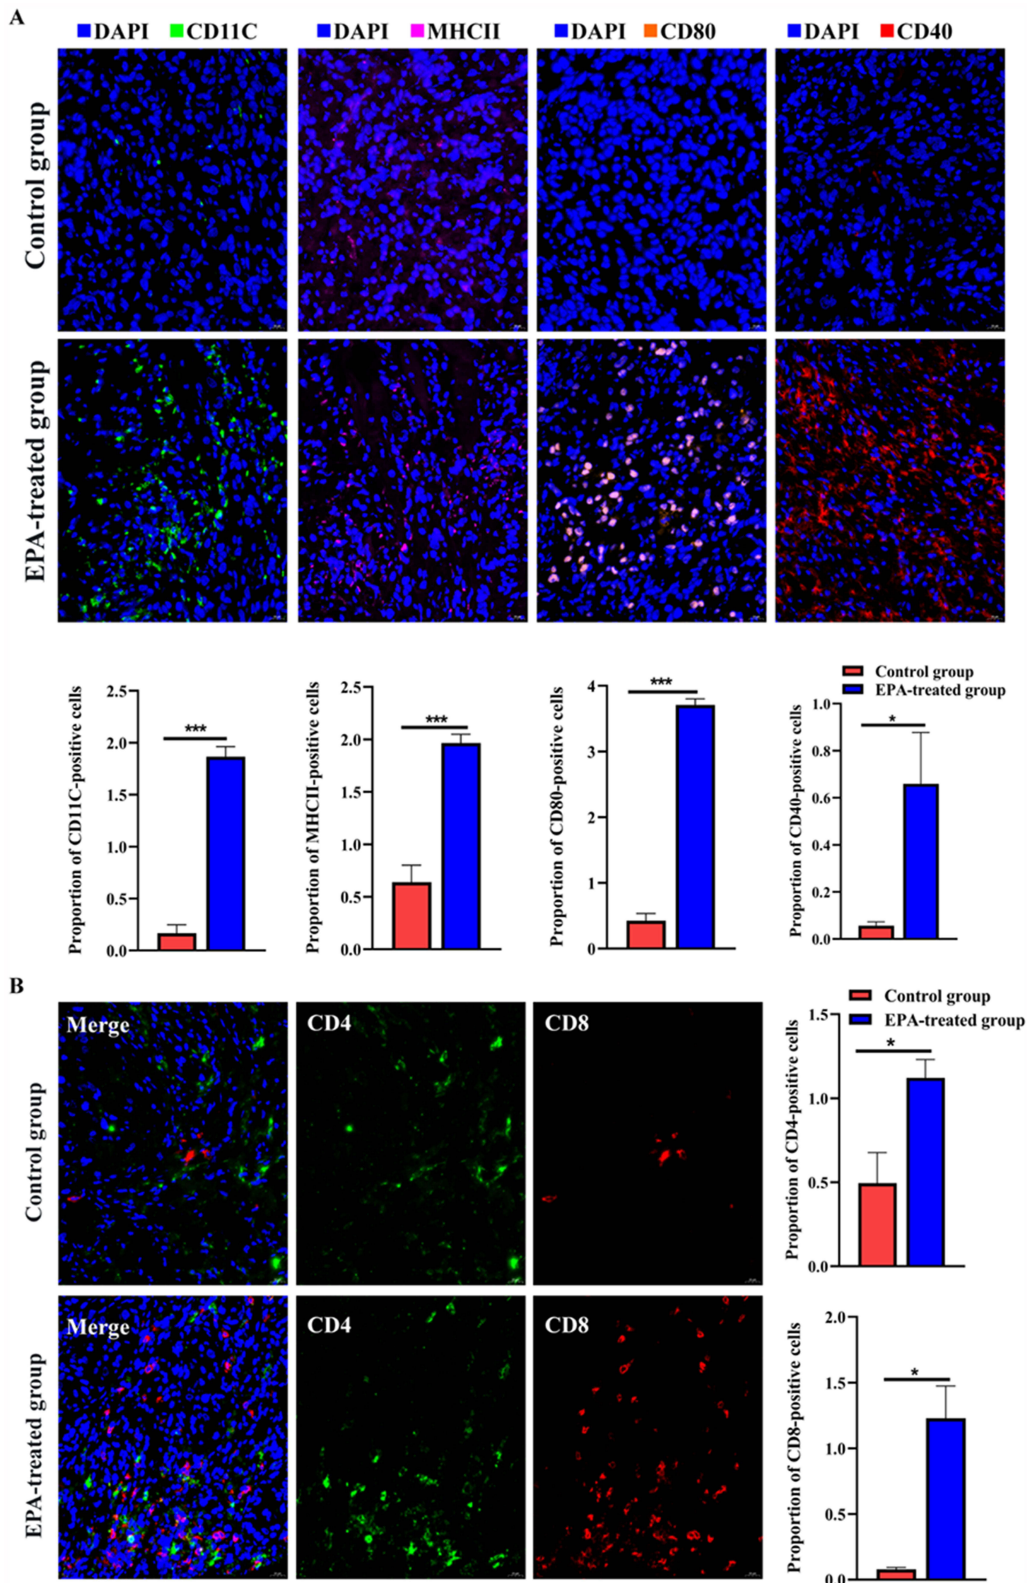 A
DAPI CD11C DAPI MHCII DAPI CD80 DAPI CD40
Control group
EPA-treated group
Control group
EPA-treated group
Proportion of CD11C-positive cells
2.5
2.0
1.5
1.0
0.5
0.0
***
Proportion of MHCII-positive cells
2.5
2.0
1.5
1.0
0.5
0.0
***
Proportion of CD80-positive cells
4
3
2
1
0
***
Proportion of CD40-positive cells
1.0
0.8
0.6
0.4
0.2
0.0
*
B
Control group
Merge CD4 CD8
EPA-treated group
Merge CD4 CD8
Control group
EPA-treated group
Proportion of CD4-positive cells
1.5
1.0
0.5
0.0
*
Proportion of CD8-positive cells
2.0
1.5
1.0
0.5
0.0
*